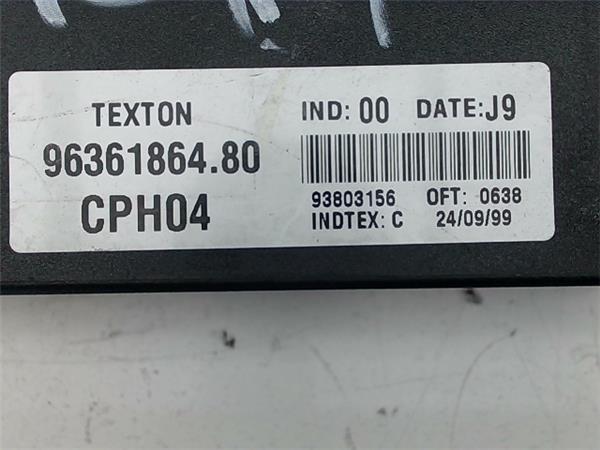 TEXTON
96361864.80
CPH04
IND: 00 DATE: J9
93803156 OFT: 0638
INDTEX: C 24/09/99